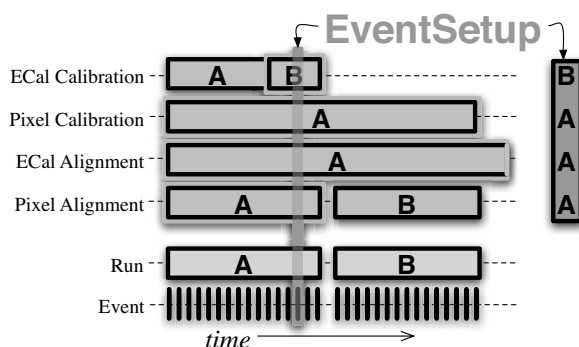 EventSetup
ECal Calibration A B B
Pixel Calibration A A
ECal Alignment A A
Pixel Alignment A B A
Run A B
Event
time